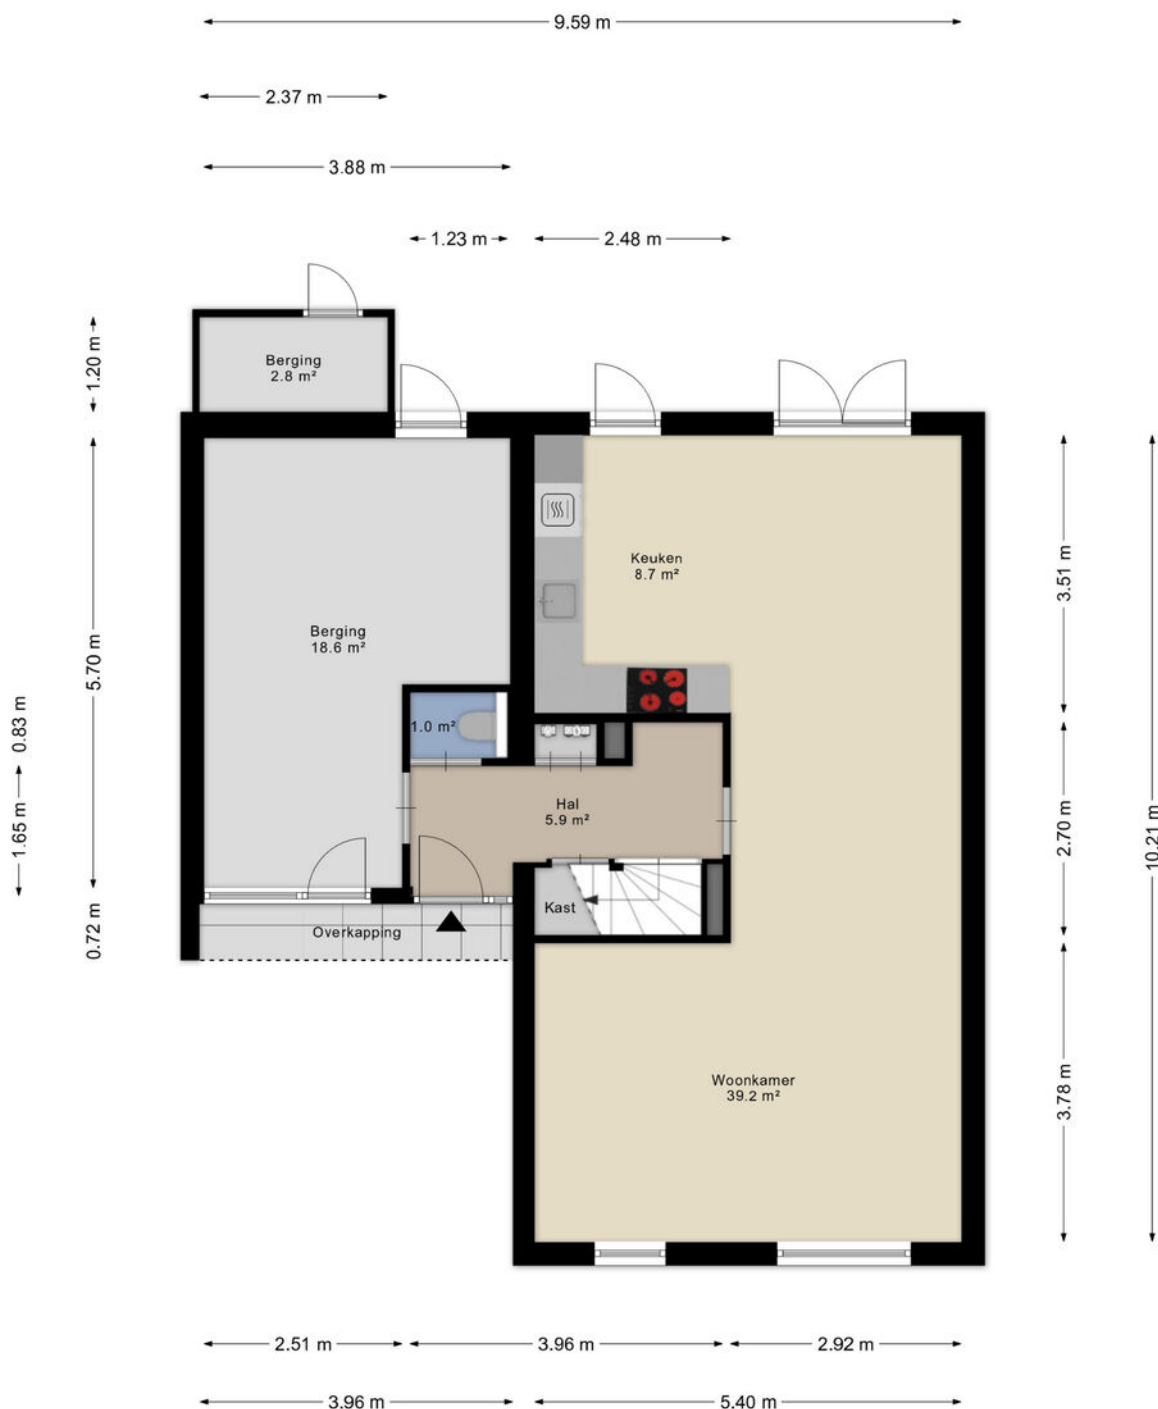 9.59 m
2.37 m
3.88 m
1.23 m
2.48 m
1.20 m
Berging
2.8 m²
Keuken
8.7 m²
3.51 m
Berging
18.6 m²
5.70 m
0.83 m
1.0 m²
1.65 m
Hal
5.9 m²
2.70 m
10.21 m
Kast
0.72 m
Overkapping
Woonkamer
39.2 m²
3.78 m
2.51 m
3.96 m
2.92 m
3.96 m
5.40 m